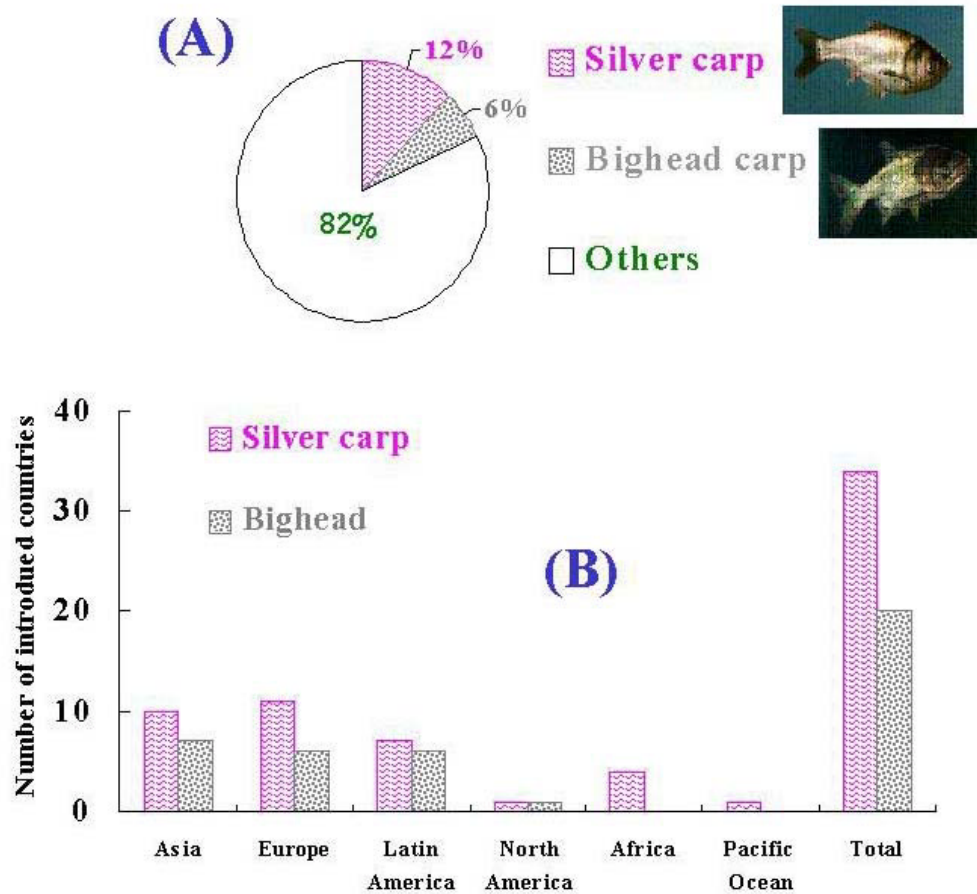 (A)
12%
6%
82%
Silver carp
Bighead carp
Others
Number of introdued countries
40
30
20
10
0
Silver carp
Bighead
(B)
Asia
Europe
Latin
America
North
America
Africa
Pacific
Ocean
Total